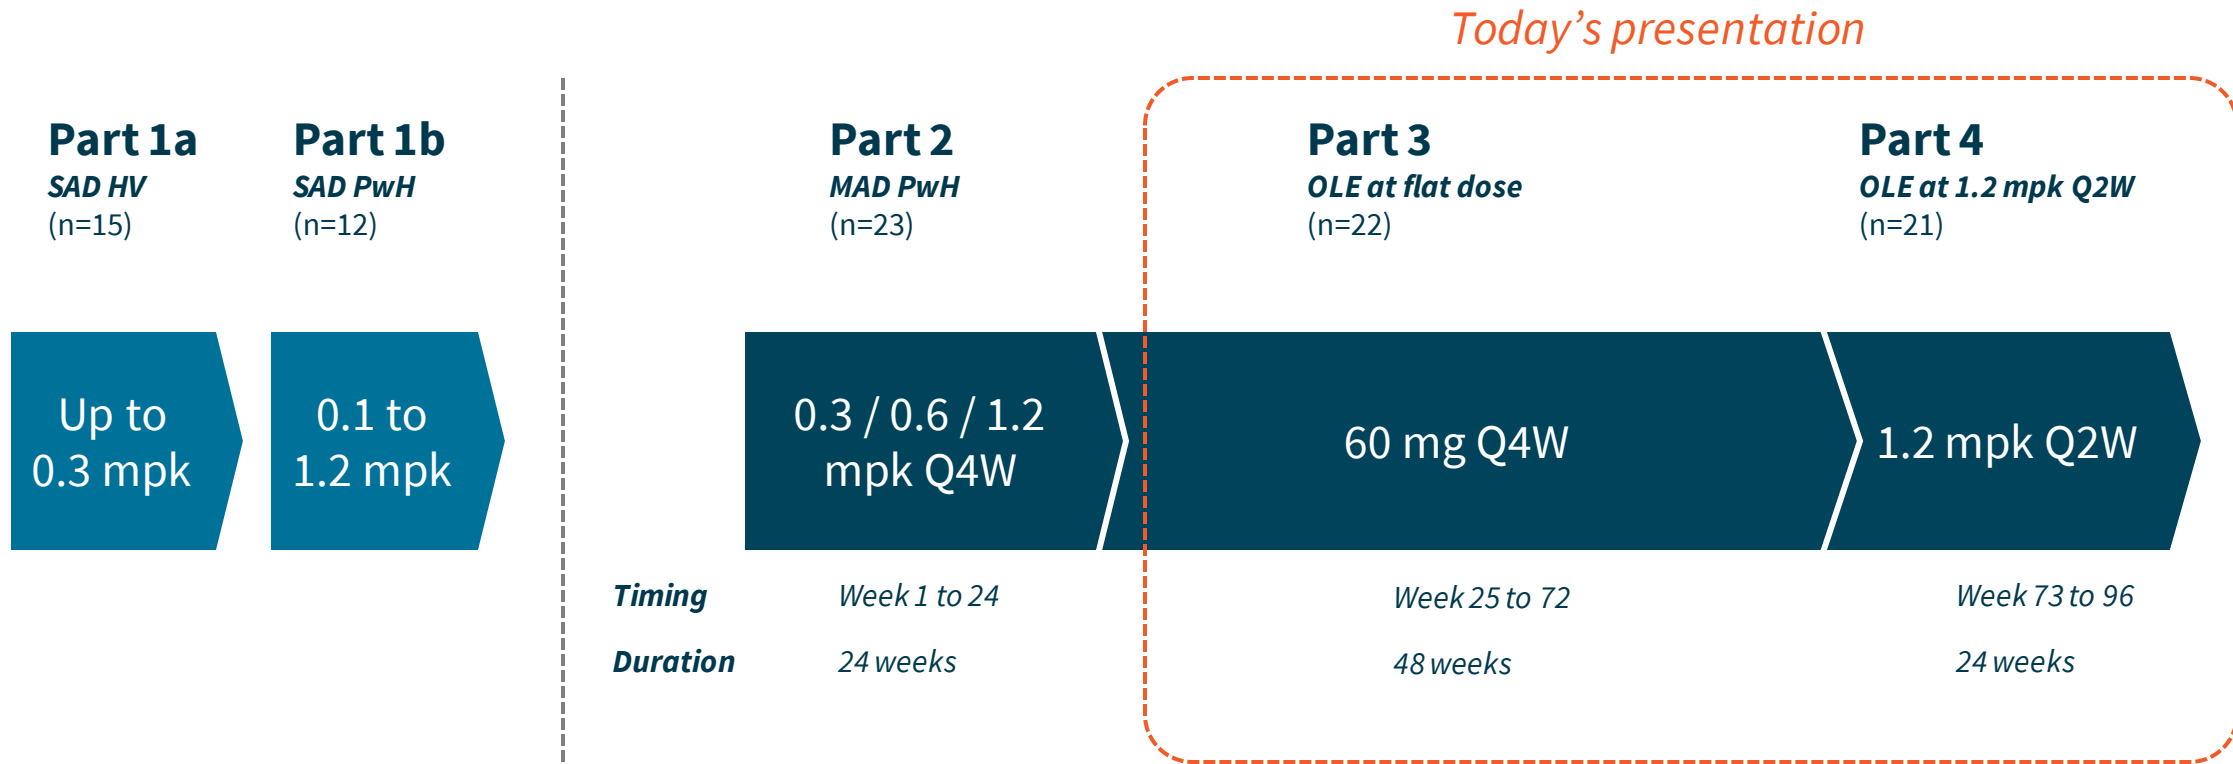 Today’s presentation
Part 1a
SAD HV
(n=15)
Part 1b
SAD PwH
(n=12)
Part 2
MAD PwH
(n=23)
Part 3
OLE at flat dose
(n=22)
Part 4
OLE at 1.2 mpk Q2W
(n=21)
Up to
0.3 mpk
0.1 to
1.2 mpk
0.3 / 0.6 / 1.2
mpk Q4W
60 mg Q4W
1.2 mpk Q2W
Timing
Week 1 to 24
Week 25 to 72
Week 73 to 96
Duration
24 weeks
48 weeks
24 weeks